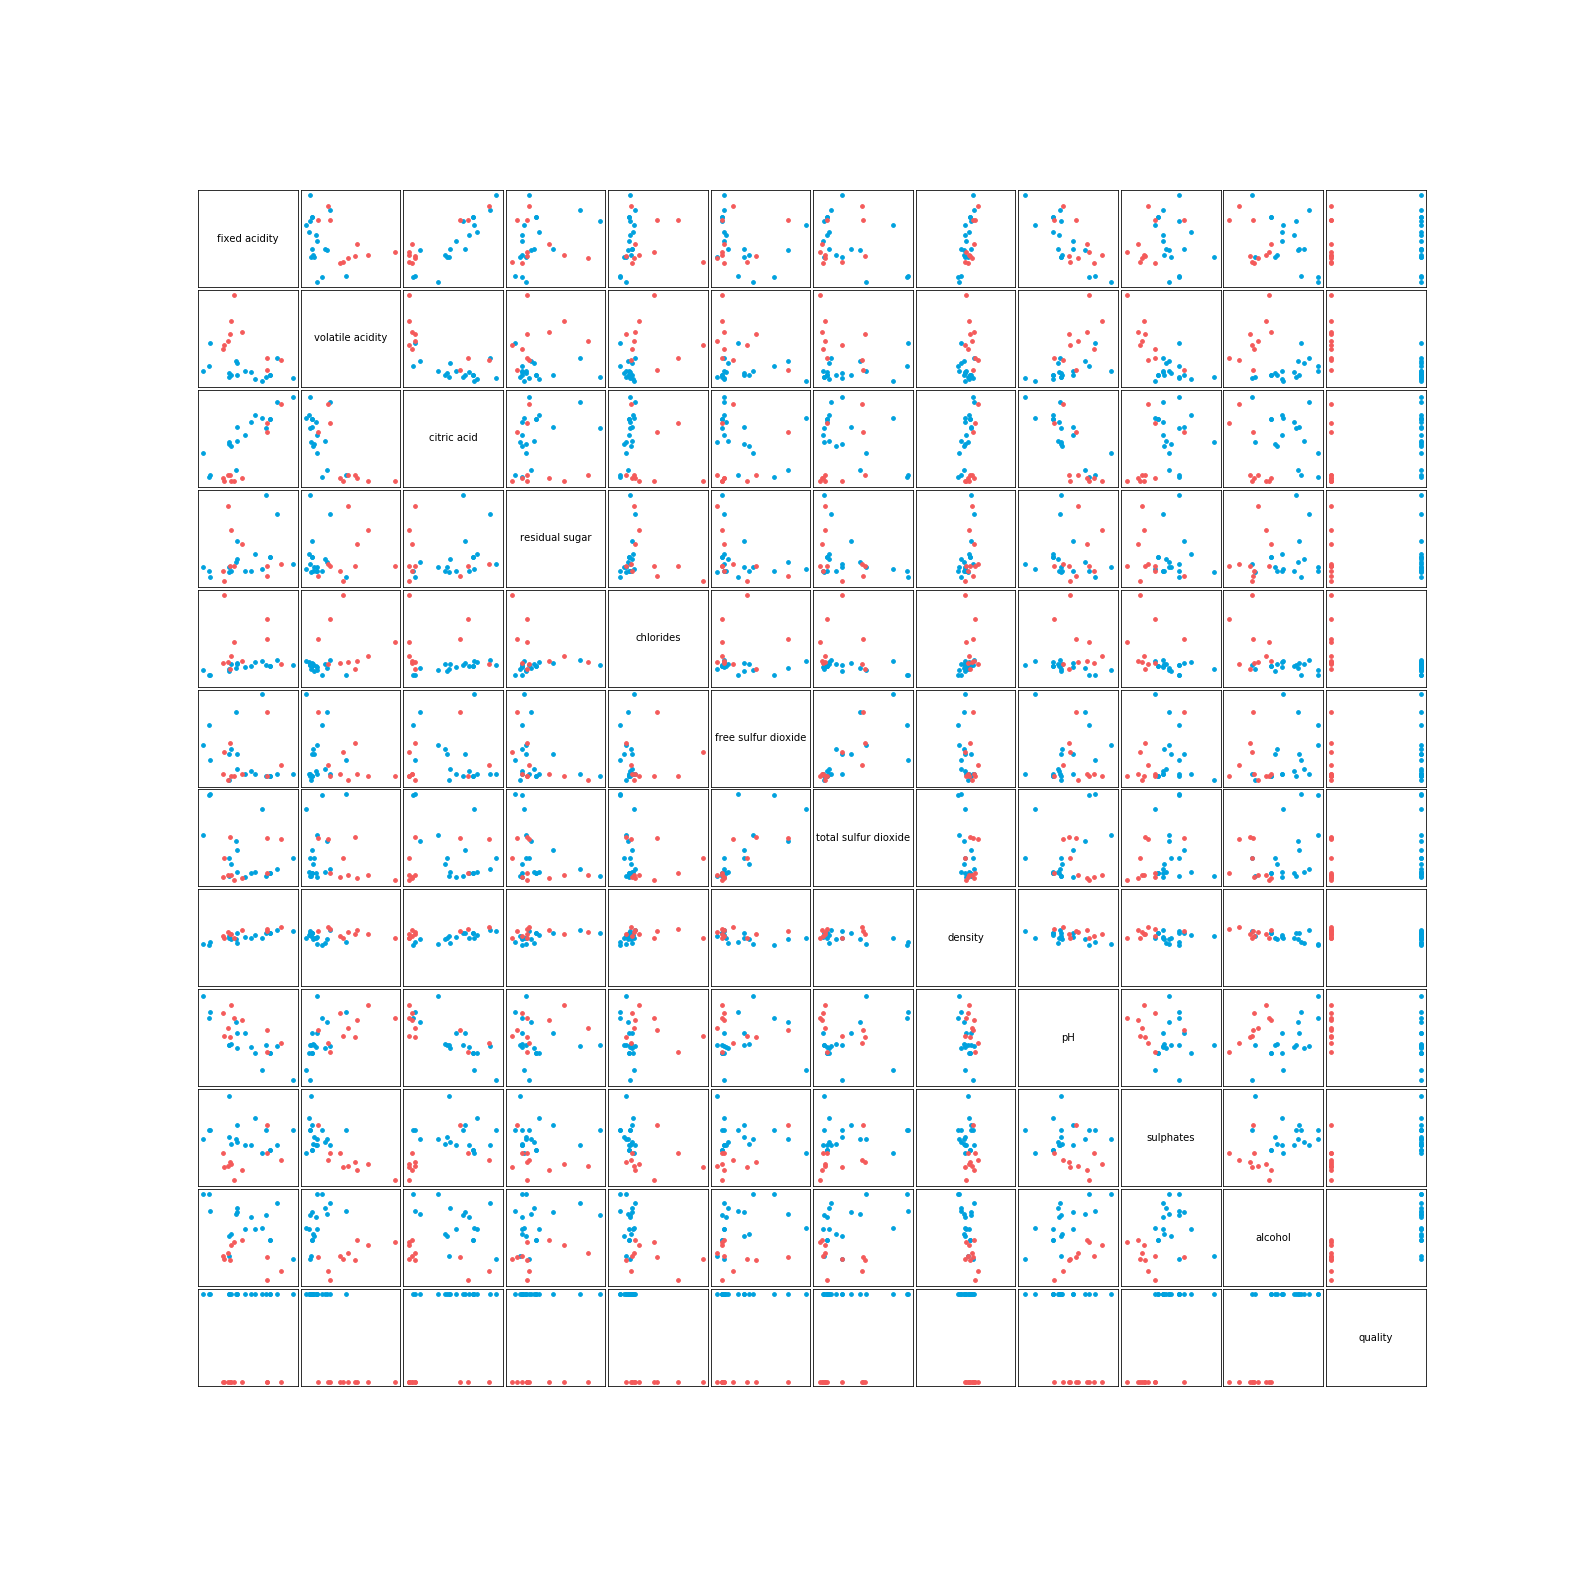 fixed acidity
volatile acidity
citric acid
residual sugar
chlorides
free sulfur dioxide
total sulfur dioxide
density
pH
sulphates
alcohol
quality